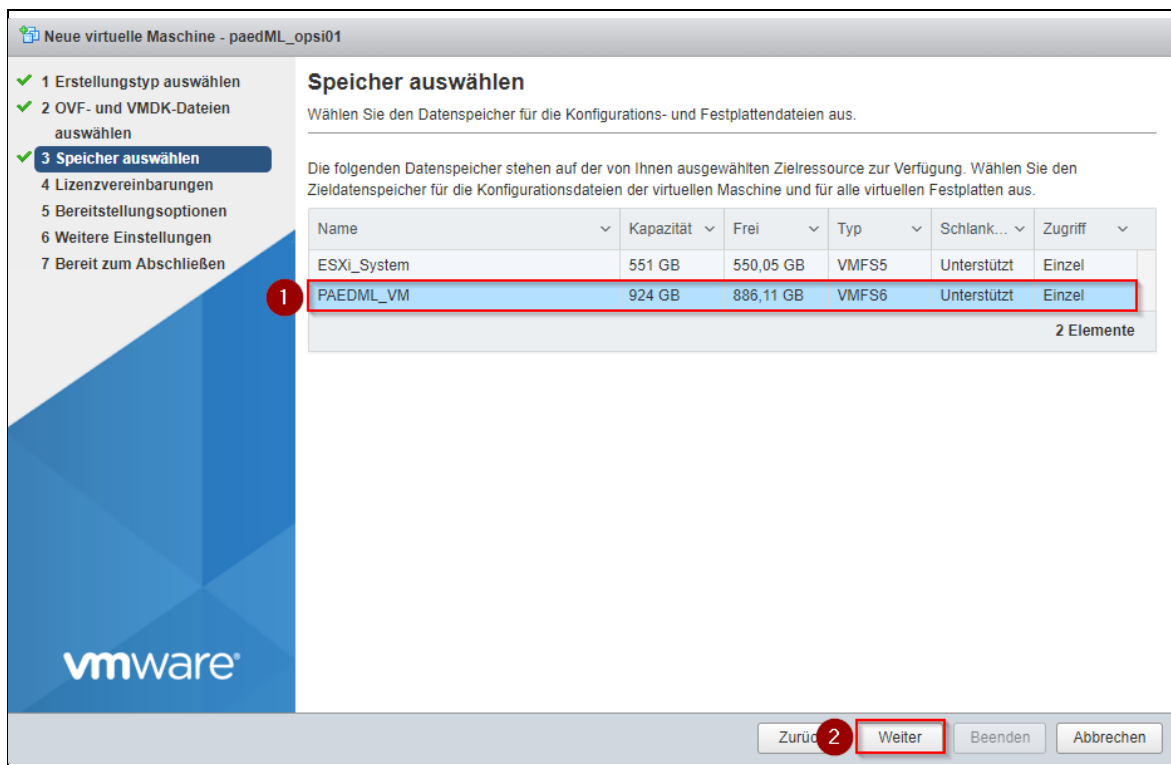 Neue virtuelle Maschine - paedML_opsi01
1 Erstellungstyp auswählen
2 OVF- und VMDK-Dateien
auswählen
3 Speicher auswählen
4 Lizenzvereinbarungen
5 Bereitstellungsoptionen
6 Weitere Einstellungen
7 Bereit zum Abschließen
vmware
Speicher auswählen
Wählen Sie den Datenspeicher für die Konfigurations- und Festplattendateien aus.
Die folgenden Datenspeicher stehen auf der von Ihnen ausgewählten Zielressource zur Verfügung. Wählen Sie den
Zieldatenspeicher für die Konfigurationsdateien der virtuellen Maschine und für alle virtuellen Festplatten aus.
Name Kapazität Frei Typ Schlank... Zugriff
ESXi_System 551 GB 550,05 GB VMFS5 Unterstützt Einzel
1 PAEDML_VM 924 GB 886,11 GB VMFS6 Unterstützt Einzel
2 Elemente
Zurüc 2 Weiter Beenden Abbrechen